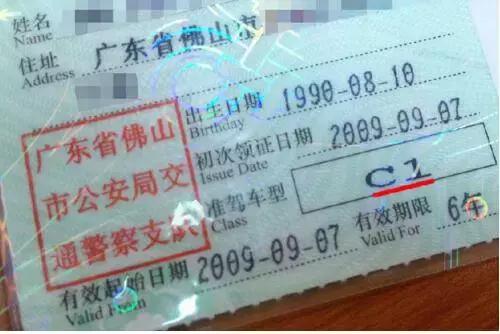 姓名
Name
住址 广东省佛山市
Address
出生日期 1990-08-10
Birthday
初次领证日期 2009-09-07
Issue Date
准驾车型 C1
Class
广东省佛山
市公安局交
通警察支队
有效起始日期 2009-09-07 有效期限 6年
Valid From Valid For